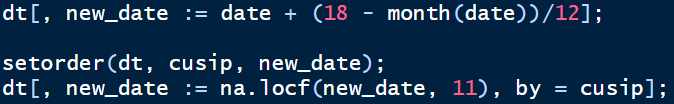 dt[, new_date := date + (18 - month(date))/12];
setorder(dt, cusip, new_date);
dt[, new_date := na.locf(new_date, 11), by = cusip];